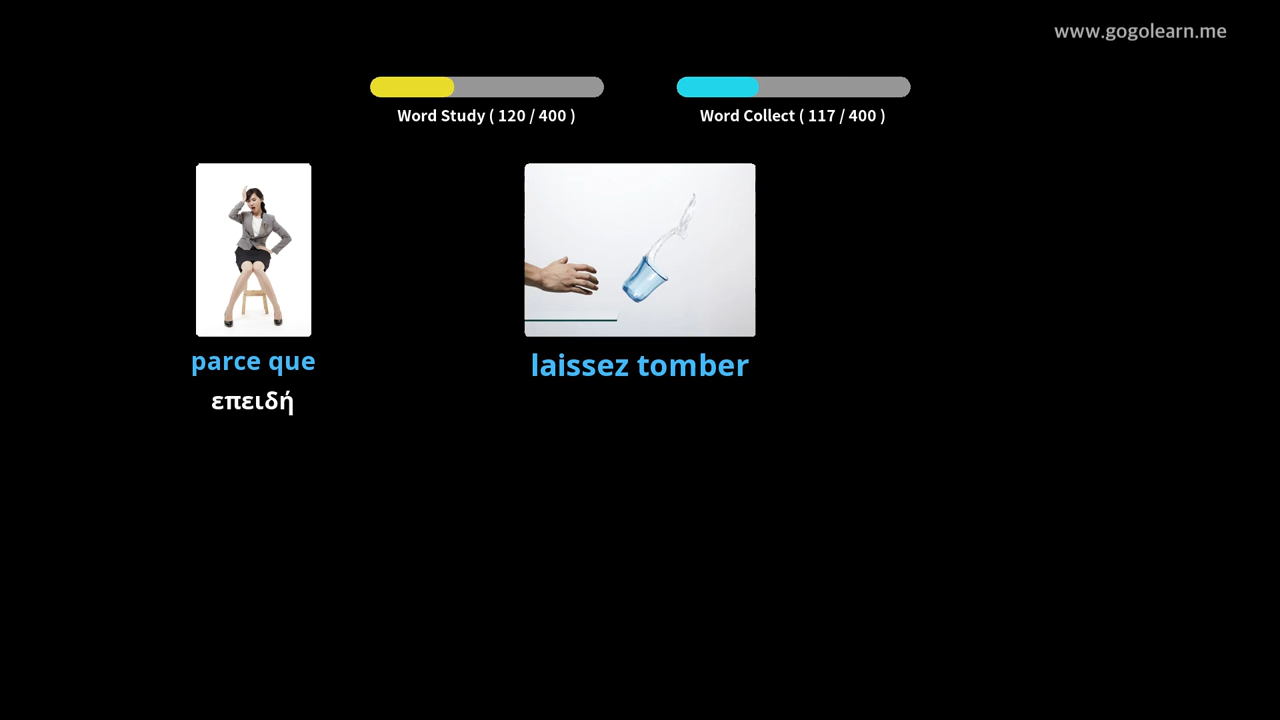 www.gogolearn.me
Word Study ( 120 / 400 )
Word Collect ( 117 / 400 )
parce que
επειδή
laissez tomber